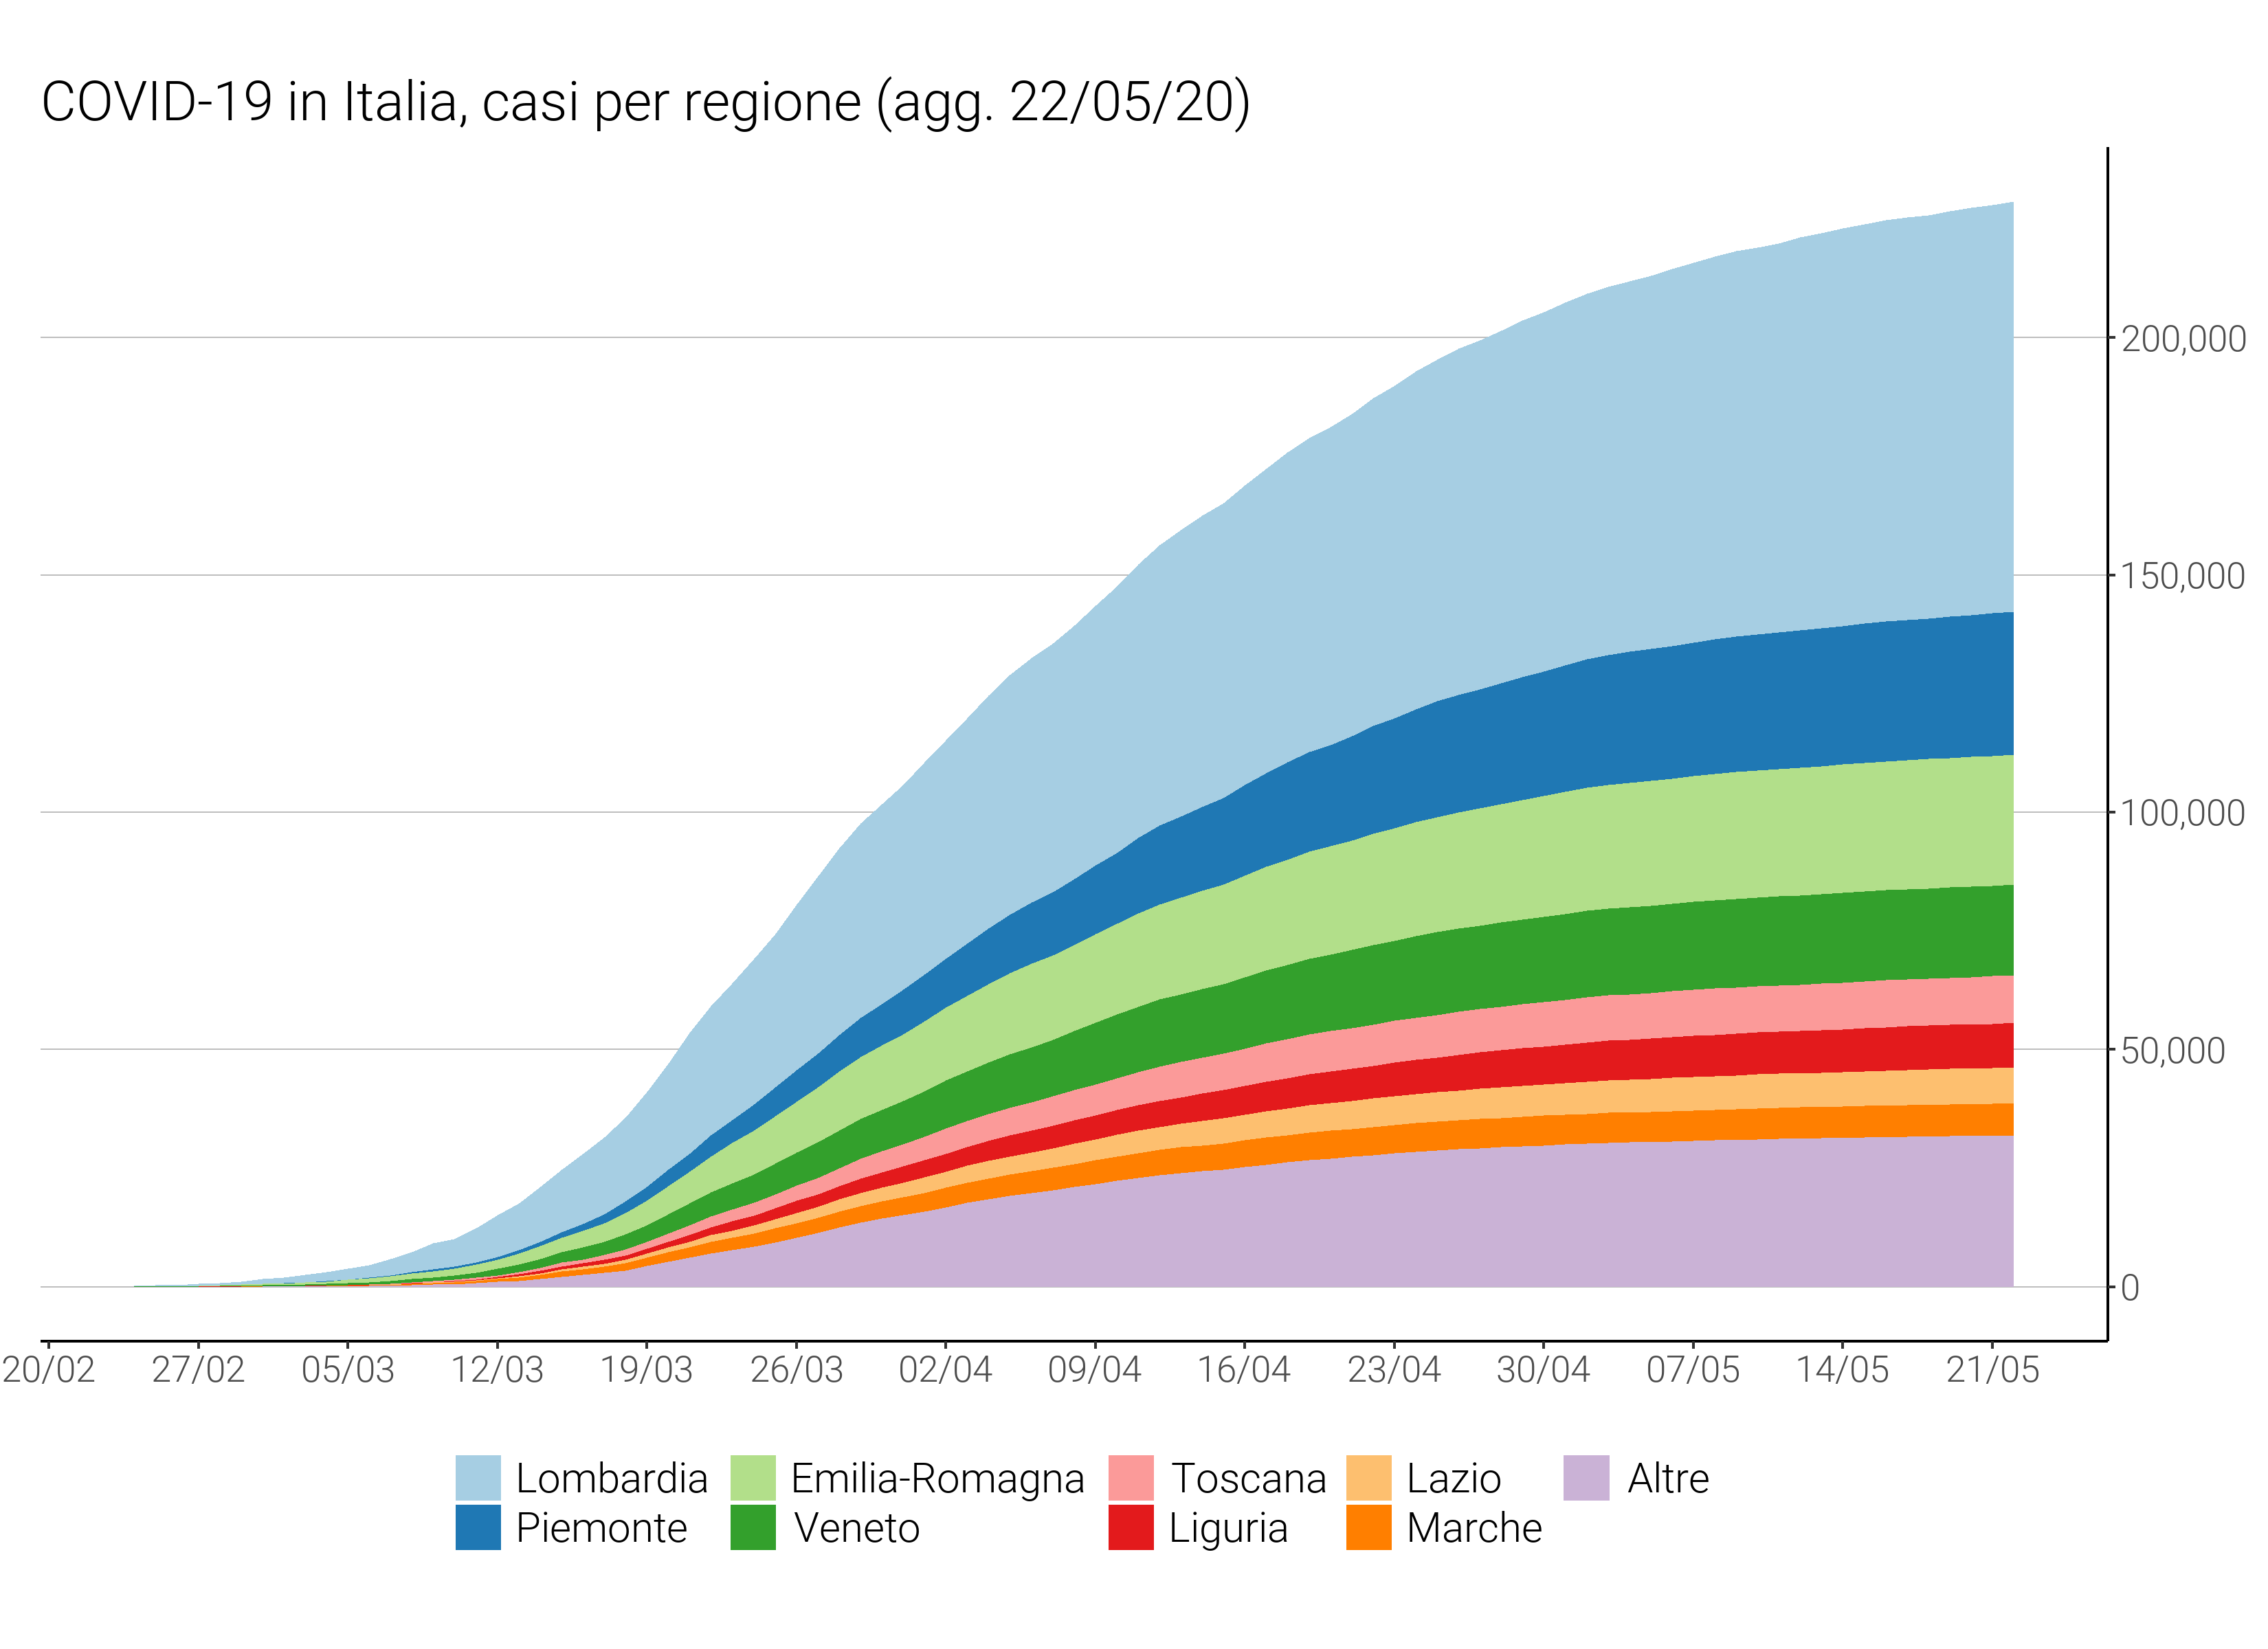 COVID-19 in Italia, casi per regione (agg. 22/05/20)
200,000
150,000
100,000
50,000
0
20/02 27/02 05/03 12/03 19/03 26/03 02/04 09/04 16/04 23/04 30/04 07/05 14/05 21/05
Lombardia Emilia-Romagna Toscana Lazio Altre
Piemonte Veneto Liguria Marche